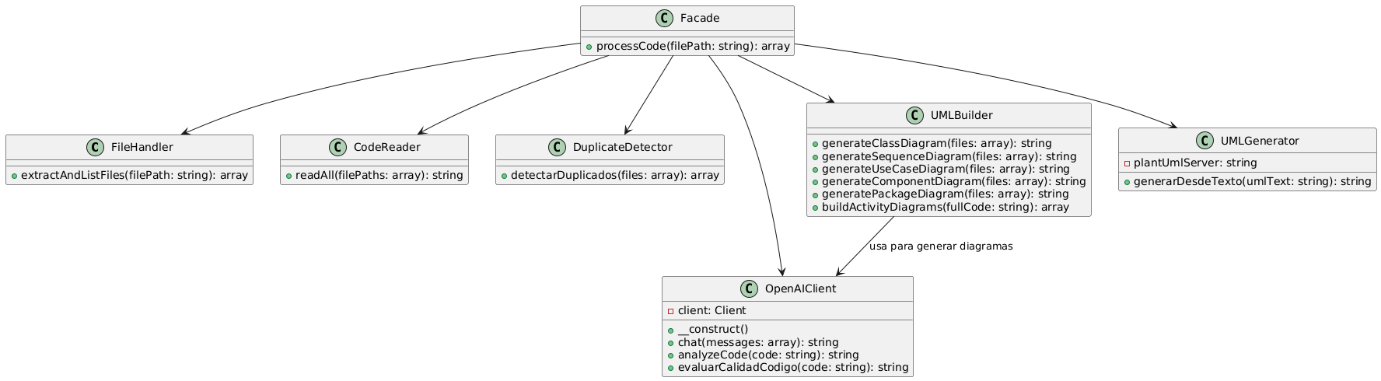 C Facade
processCode(filePath: string): array
C FileHandler
extractAndListFiles(filePath: string): array
C CodeReader
readAll(filePaths: array): string
C DuplicateDetector
detectarDuplicados(files: array): array
C UMLBuilder
generateClassDiagram(files: array): string
generateSequenceDiagram(files: array): string
generateUseCaseDiagram(files: array): string
generateComponentDiagram(files: array): string
generatePackageDiagram(files: array): string
buildActivityDiagrams(fullCode: string): array
C UMLGenerator
plantUmlServer: string
generarDesdeTexto(umlText: string): string
usa para generar diagramas
C OpenAIClient
client: Client
__construct()
chat(messages: array): string
analyzeCode(code: string): string
evaluarCalidadCodigo(code: string): string